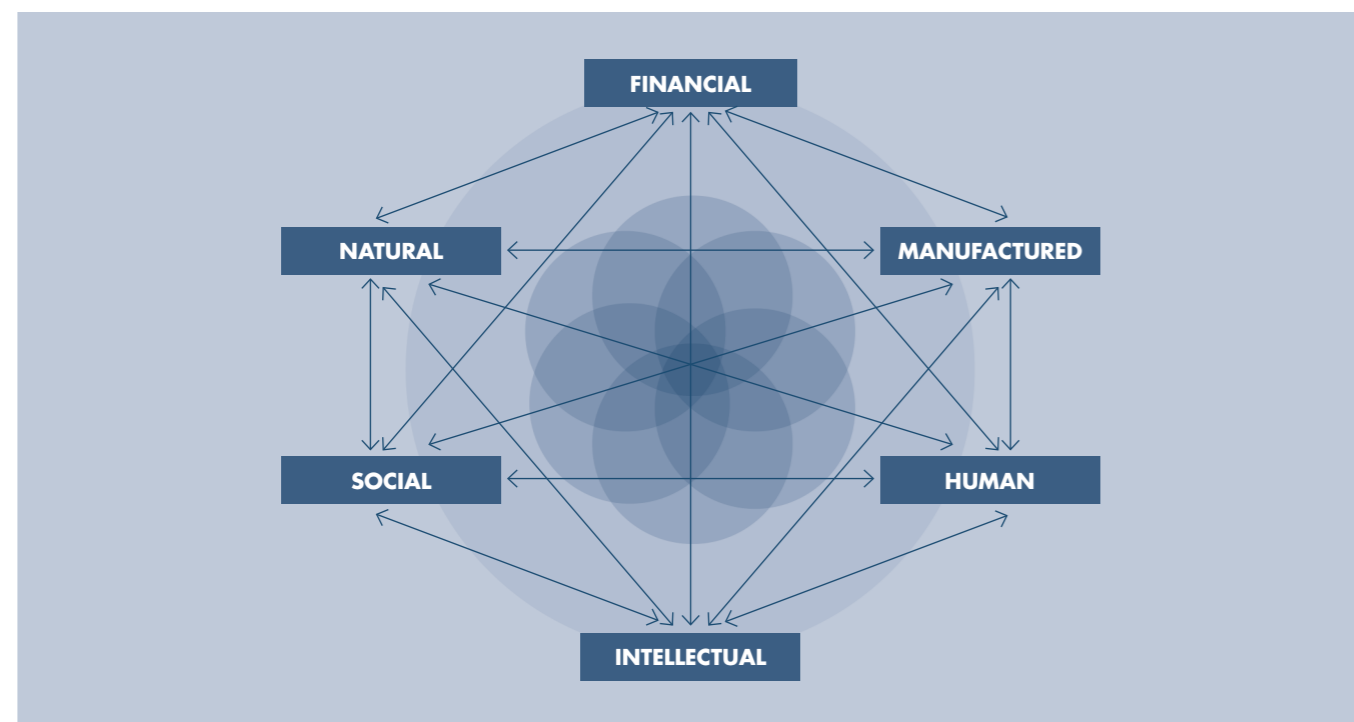 FINANCIAL
NATURAL
MANUFACTURED
SOCIAL
HUMAN
INTELLECTUAL